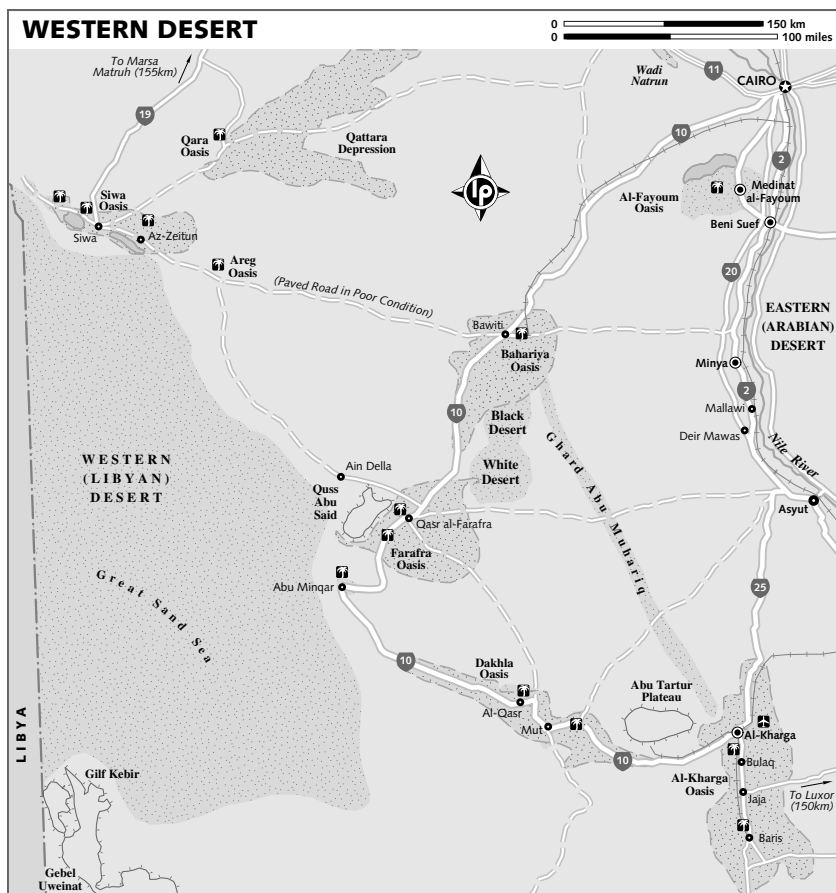 WESTERN DESERT
0 150 km
0 100 miles
To Marsa
Matruh (155km)
19
Qara
Oasis
Qattara
Depression
Wadi
Natrun
11
CAIRO
10
2
lp
Siwa
Oasis
Siwa
Az-Zeitun
Al-Fayoum
Oasis
Medinat
al-Fayoum
Beni Suef
Areg
Oasis
(Paved Road in Poor Condition)
20
EASTERN
(ARABIAN)
DESERT
Bawiti
Bahariya
Oasis
Minya
2
10
Black
Desert
Mallawi
Deir Mawas
Nile River
White
Desert
Ghard Abu Muhariq
WESTERN
(LIBYAN)
DESERT
Ain Della
Quss
Abu
Said
Asyut
Qasr al-Farafra
Farafra
Oasis
Great Sand Sea
Abu Minqar
25
10
Dakhla
Oasis
Al-Qasr
Mut
Abu Tartur
Plateau
LIBYA
Al-Kharga
10
Bulaq
Al-Kharga
Oasis
Jaja
To Luxor
(150km)
Baris
Gilf Kebir
Gebel
Uweinat